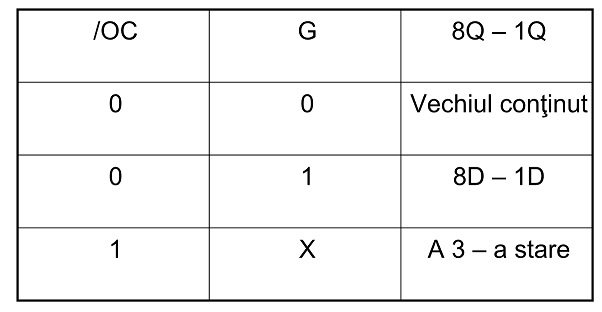 /OC G 8Q – 1Q
0 0 Vechiul conţinut
0 1 8D – 1D
1 X A 3 – a stare